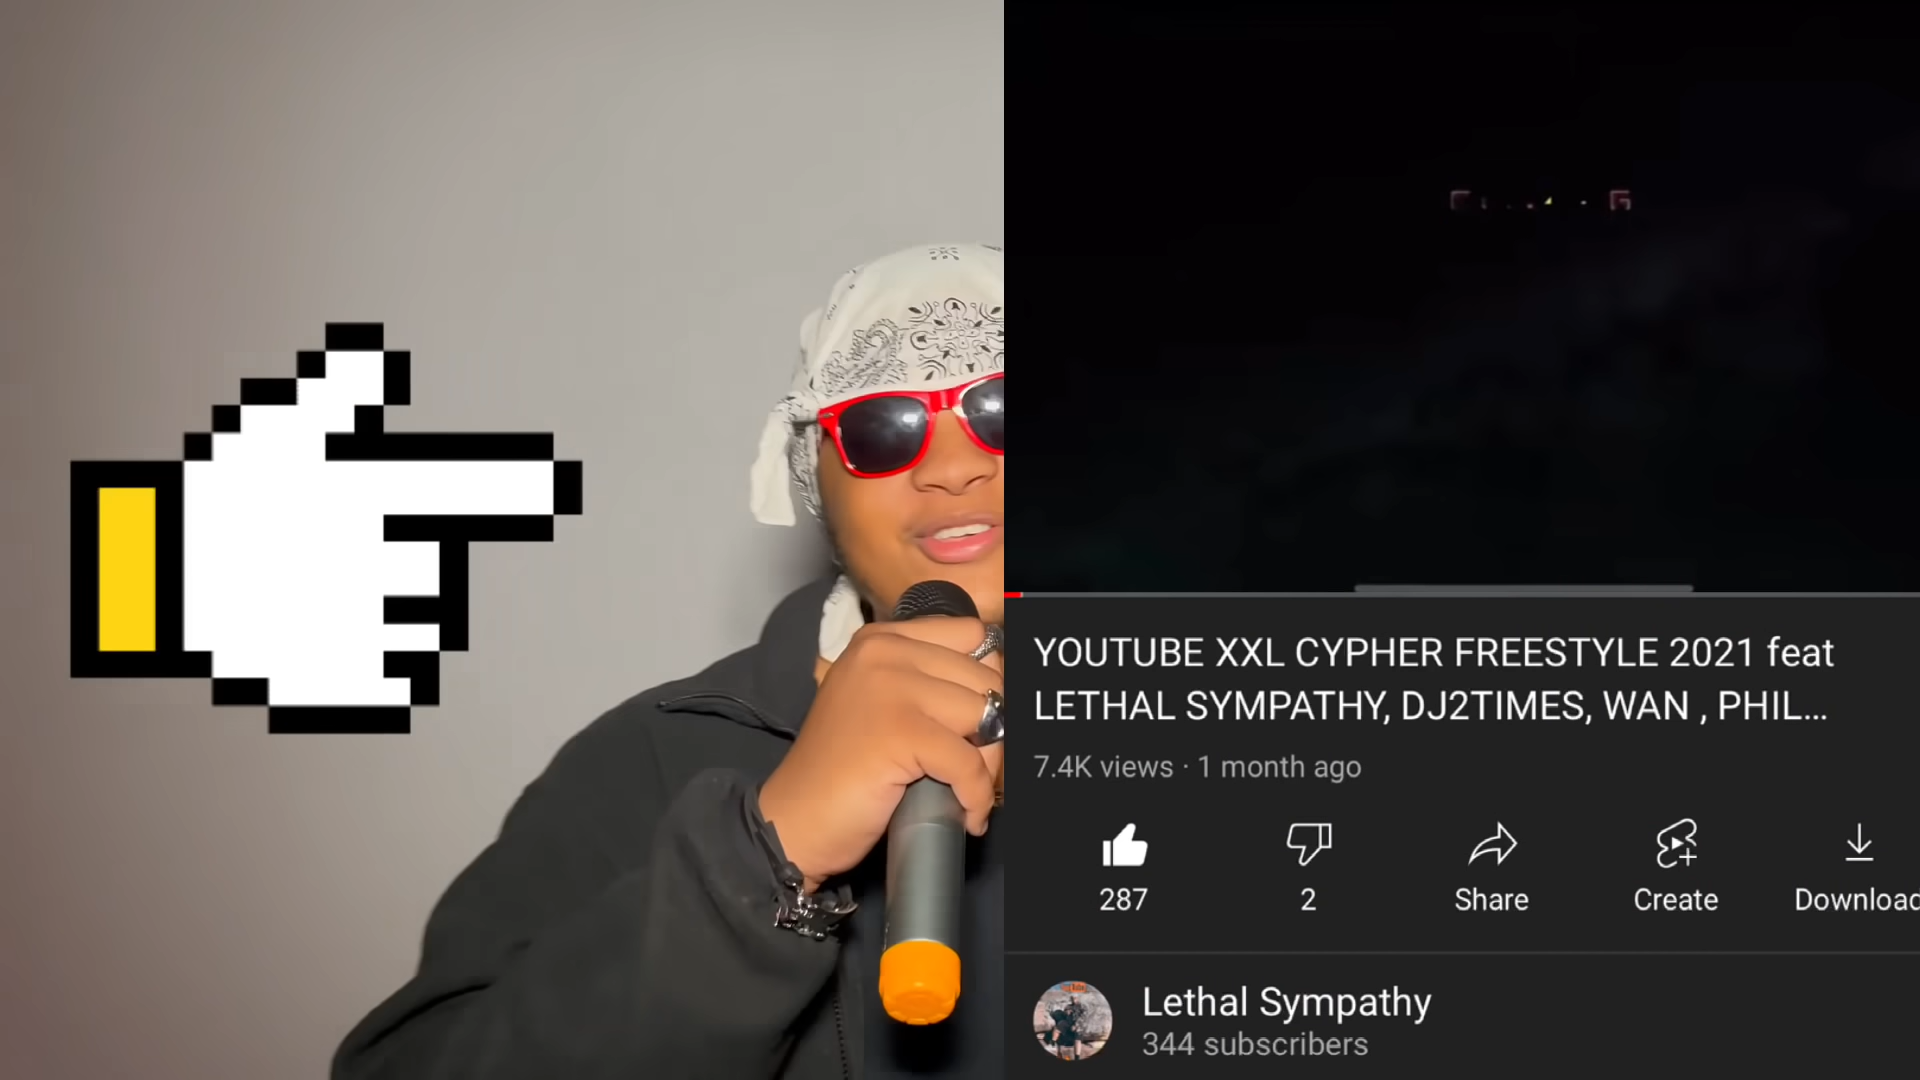 YOUTUBE XXL CYPHER FREESTYLE 2021 feat
LETHAL SYMPATHY, DJ2TIMES, WAN , PHIL...
7.4K views · 1 month ago
287
2
Share
Create
Download
Lethal Sympathy
344 subscribers